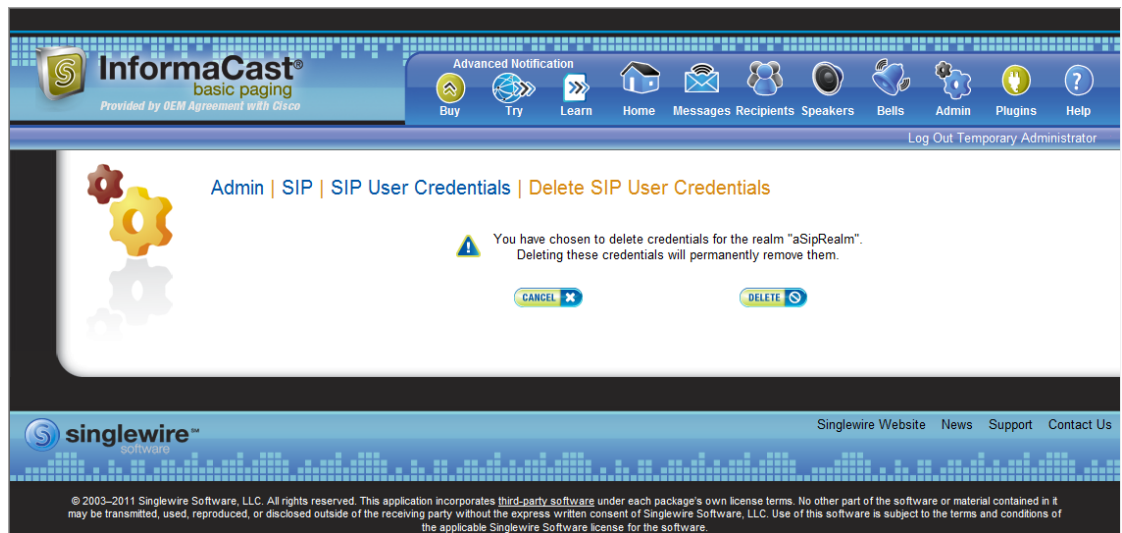 InformaCast®
basic paging
Provided by OEM Agreement with Cisco
Advanced Notification
Buy Try Learn Home Messages Recipients Speakers Bells Admin Plugins Help
Log Out Temporary Administrator
Admin | SIP | SIP User Credentials | Delete SIP User Credentials
You have chosen to delete credentials for the realm "aSipRealm".
Deleting these credentials will permanently remove them.
CANCEL DELETE
singlewire℠
software
Singlewire Website News Support Contact Us
© 2003–2011 Singlewire Software, LLC. All rights reserved. This application incorporates third-party software under each package's own license terms. No other part of the software or material contained in it
may be transmitted, used, reproduced, or disclosed outside of the receiving party without the express written consent of Singlewire Software, LLC. Use of this software is subject to the terms and conditions of
the applicable Singlewire Software license for the software.